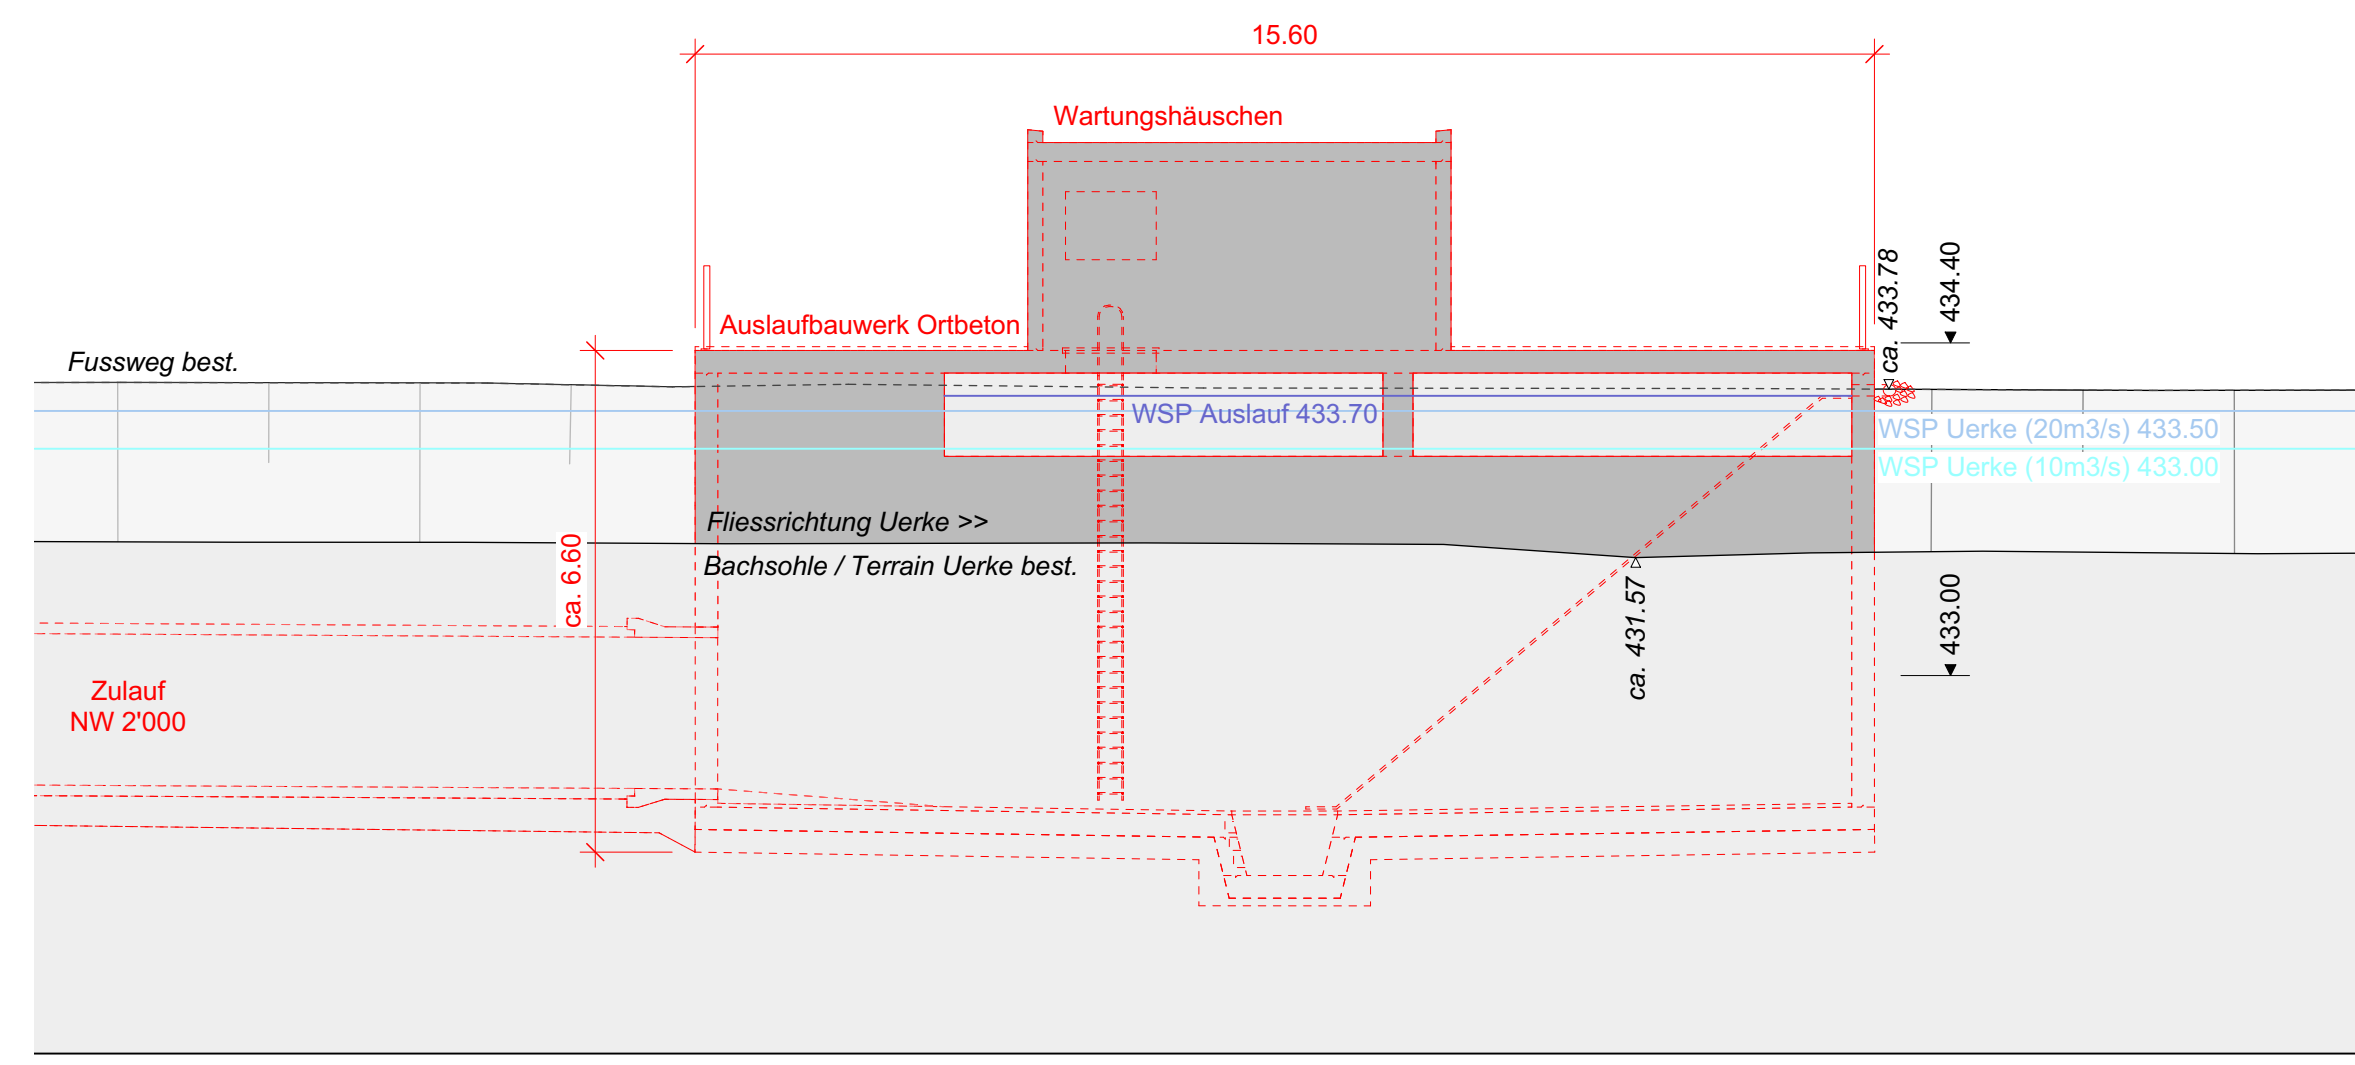 15.60
Wartungshäuschen
Auslaufbauwerk Ortbeton
Fussweg best.
ca. 433.78
434.40
WSP Auslauf 433.70
WSP Uerke (20m3/s) 433.50
WSP Uerke (10m3/s) 433.00
Fliessrichtung Uerke >>
Bachsohle / Terrain Uerke best.
ca. 6.60
ca. 431.57
433.00
Zulauf
NW 2'000